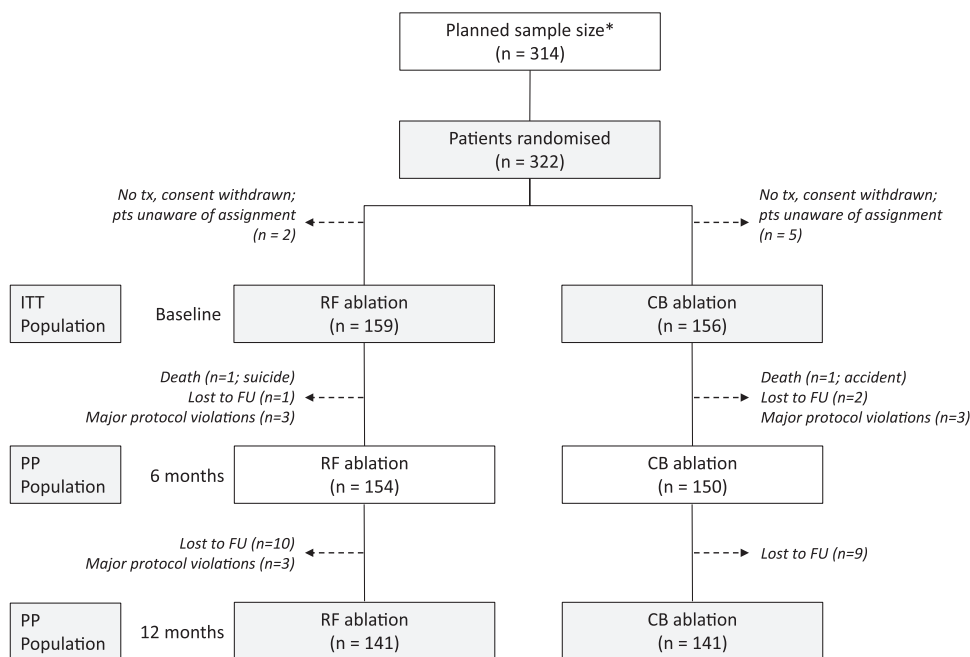 Planned sample size*
(n = 314)
Patients randomised
(n = 322)
No tx, consent withdrawn;
pts unaware of assignment
(n = 2)
No tx, consent withdrawn;
pts unaware of assignment
(n = 5)
ITT
Population
Baseline
RF ablation
(n = 159)
CB ablation
(n = 156)
Death (n=1; suicide)
Lost to FU (n=1)
Major protocol violations (n=3)
Death (n=1; accident)
Lost to FU (n=2)
Major protocol violations (n=3)
PP
Population
6 months
RF ablation
(n = 154)
CB ablation
(n = 150)
Lost to FU (n=10)
Major protocol violations (n=3)
Lost to FU (n=9)
PP
Population
12 months
RF ablation
(n = 141)
CB ablation
(n = 141)